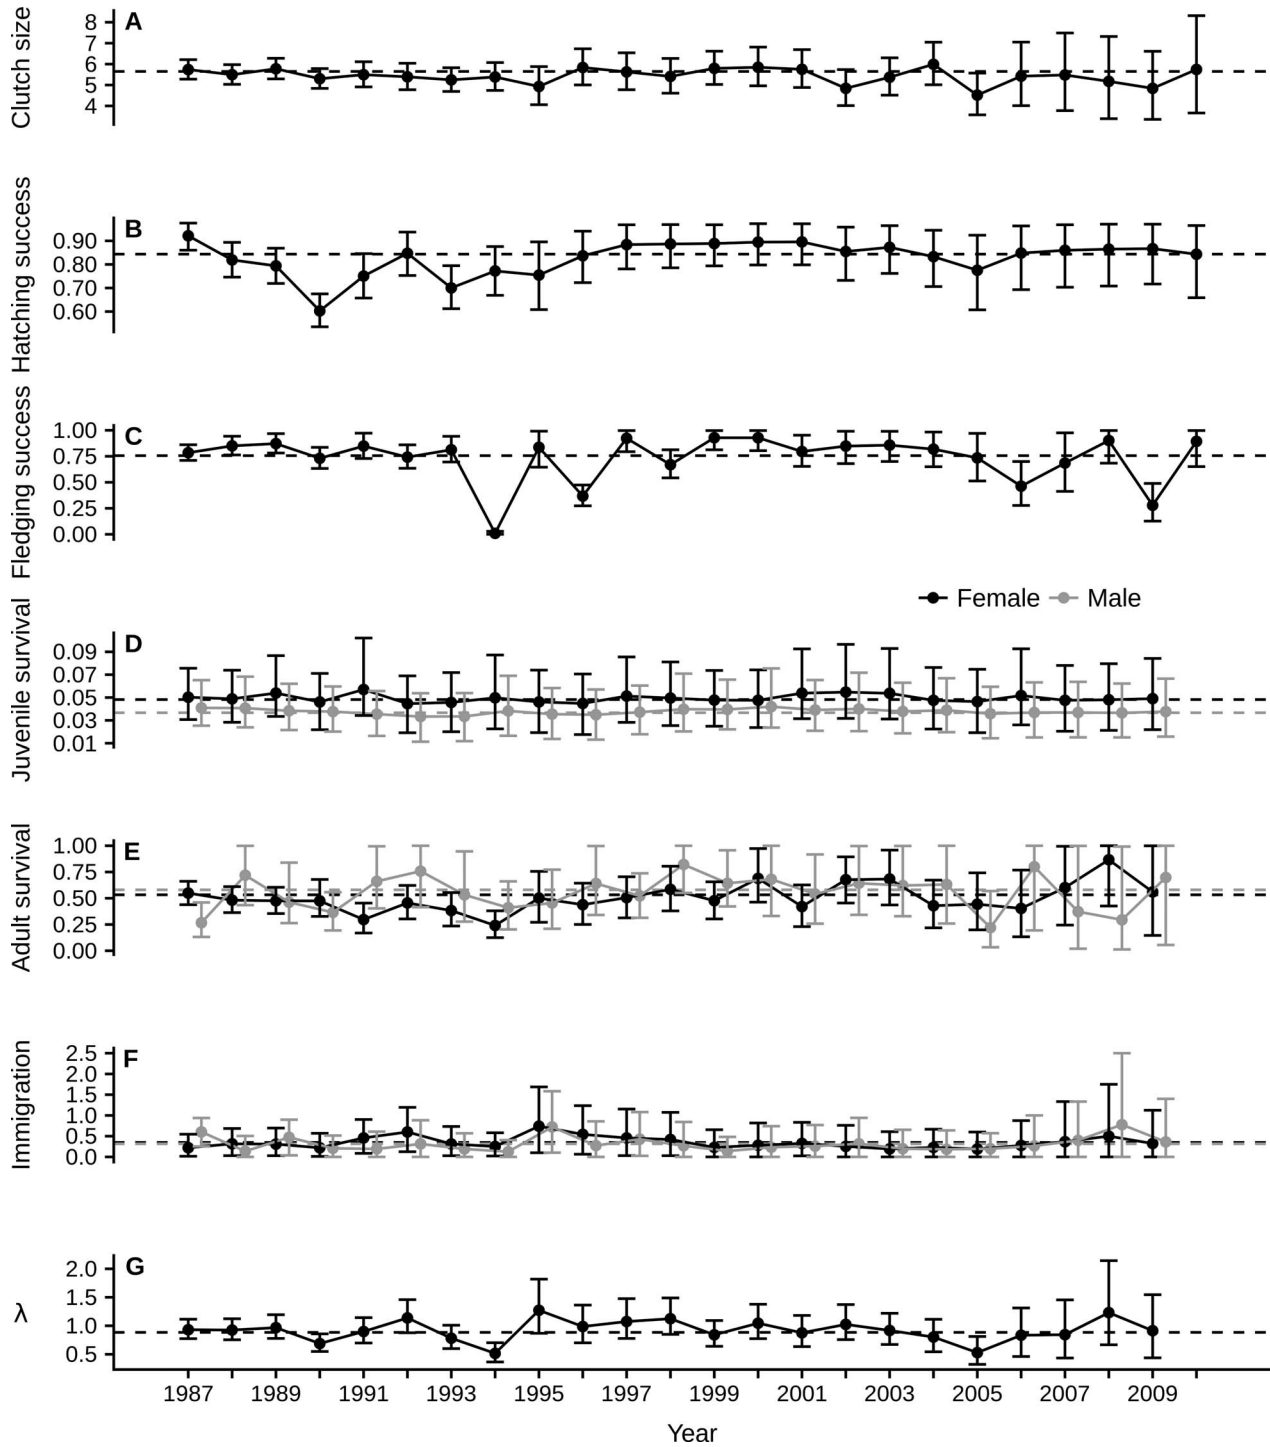 A
Clutch size
8
7
6
5
4
B
Hatching success
0.90
0.80
0.70
0.60
C
Fledging success
1.00
0.75
0.50
0.25
0.00
Female Male
D
Juvenile survival
0.09
0.07
0.05
0.03
0.01
E
Adult survival
1.00
0.75
0.50
0.25
0.00
F
Immigration
2.5
2.0
1.5
1.0
0.5
0.0
G
λ
2.0
1.5
1.0
0.5
1987 1989 1991 1993 1995 1997 1999 2001 2003 2005 2007 2009
Year